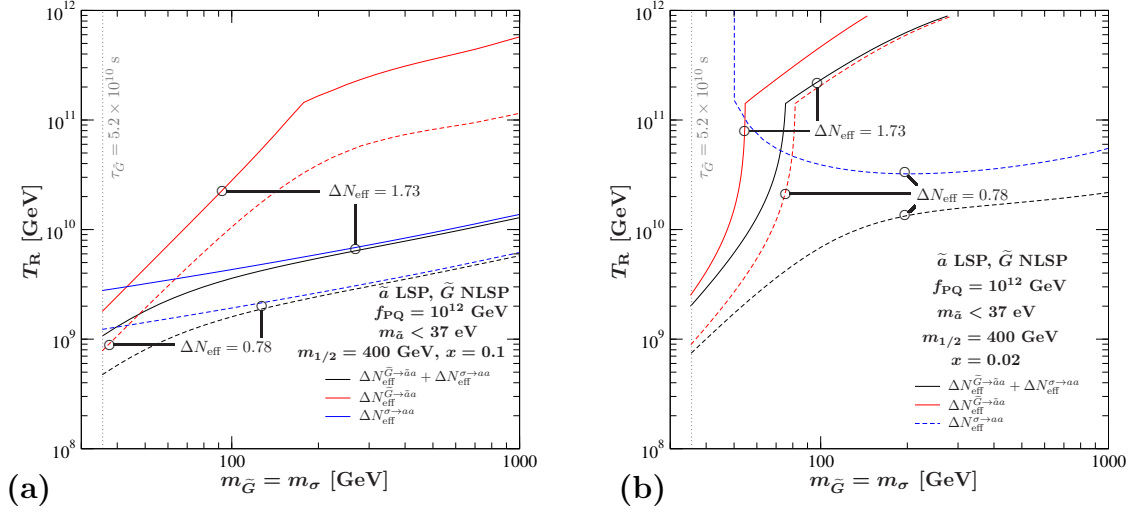 10^12
10^11
10^10
10^9
10^8
T_R [GeV]
τ_G̃ = 5.2 × 10^10 s
ΔN_eff = 1.73
ã LSP, G̃ NLSP
f_PQ = 10^12 GeV
m_ã < 37 eV
ΔN_eff = 0.78
m_1/2 = 400 GeV, x = 0.1
ΔN_eff^G̃→ãa + ΔN_eff^σ→aa
ΔN_eff^G̃→ãa
ΔN_eff^σ→aa
100
1000
m_G̃ = m_σ [GeV]
(a)
10^12
10^11
10^10
10^9
10^8
T_R [GeV]
τ_G̃ = 5.2 × 10^10 s
ΔN_eff = 1.73
ΔN_eff = 0.78
ã LSP, G̃ NLSP
f_PQ = 10^12 GeV
m_ã < 37 eV
m_1/2 = 400 GeV
x = 0.02
ΔN_eff^G̃→ãa + ΔN_eff^σ→aa
ΔN_eff^G̃→ãa
ΔN_eff^σ→aa
100
1000
m_G̃ = m_σ [GeV]
(b)